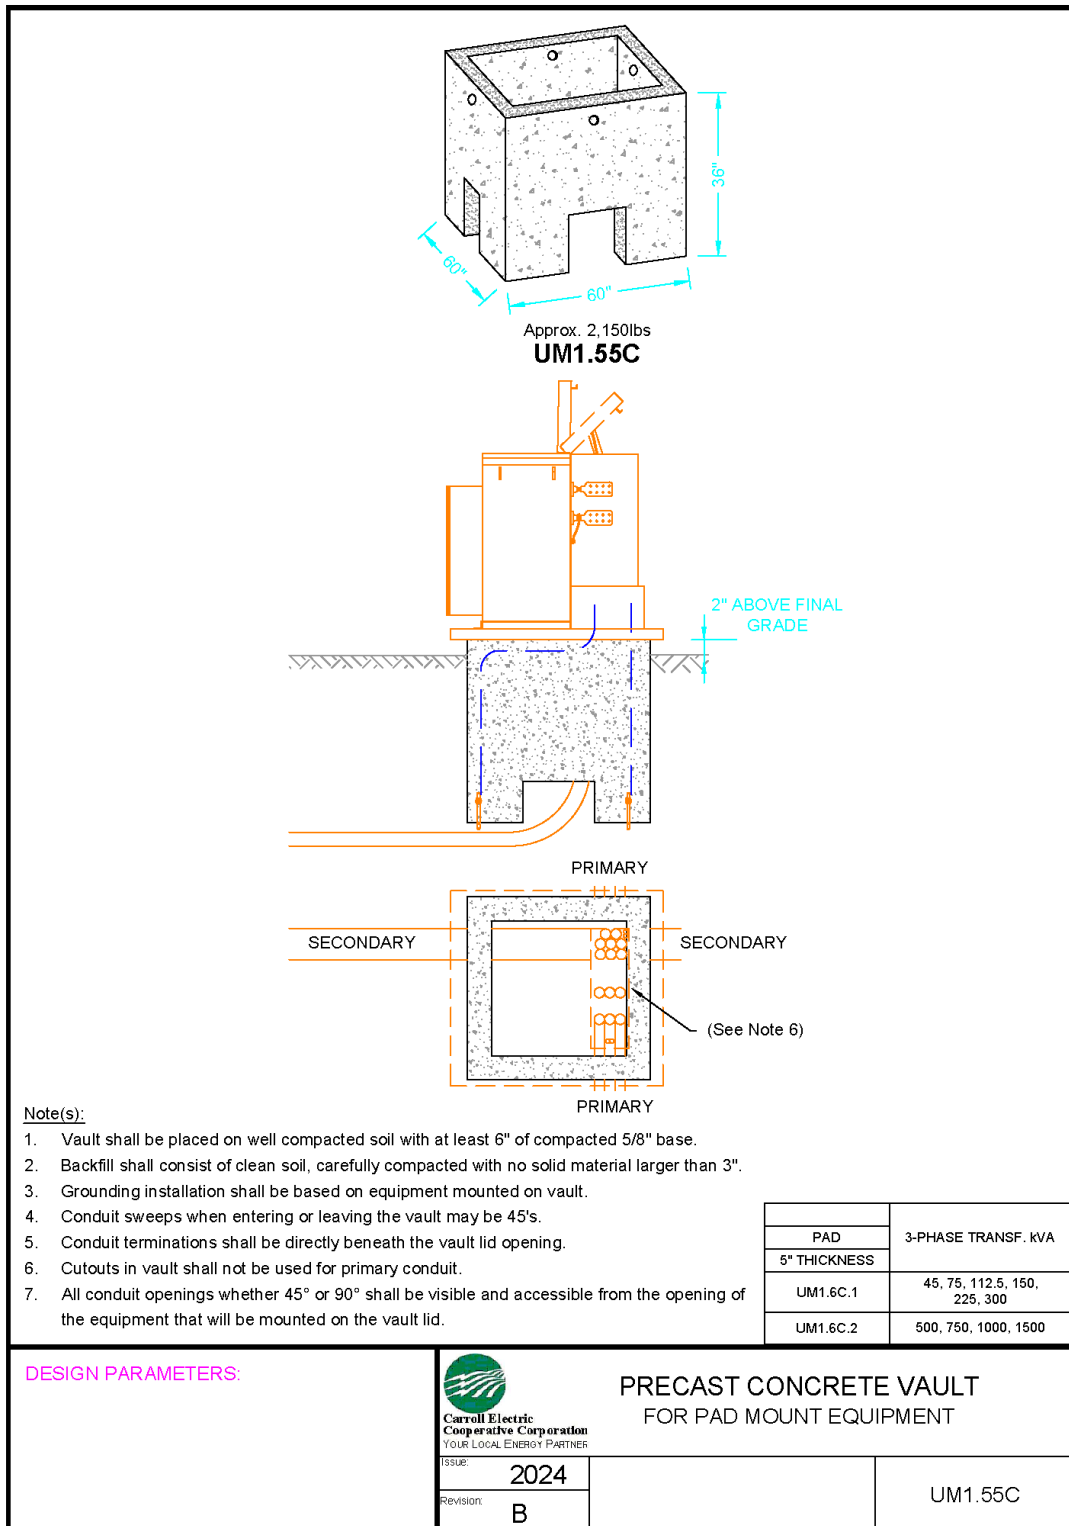 36"
60"
60"
Approx. 2,150lbs
UM1.55C
2" ABOVE FINAL
GRADE
PRIMARY
SECONDARY
SECONDARY
(See Note 6)
PRIMARY
Note(s):
1. Vault shall be placed on well compacted soil with at least 6" of compacted 5/8" base.
2. Backfill shall consist of clean soil, carefully compacted with no solid material larger than 3".
3. Grounding installation shall be based on equipment mounted on vault.
4. Conduit sweeps when entering or leaving the vault may be 45's.
5. Conduit terminations shall be directly beneath the vault lid opening.
6. Cutouts in vault shall not be used for primary conduit.
7. All conduit openings whether 45° or 90° shall be visible and accessible from the opening of
the equipment that will be mounted on the vault lid.
PAD
3-PHASE TRANSF. kVA
5" THICKNESS
UM1.6C.1
45, 75, 112.5, 150,
225, 300
UM1.6C.2
500, 750, 1000, 1500
DESIGN PARAMETERS:
Carroll Electric
Cooperative Corporation
YOUR LOCAL ENERGY PARTNER
PRECAST CONCRETE VAULT
FOR PAD MOUNT EQUIPMENT
Issue:
2024
Revision:
B
UM1.55C